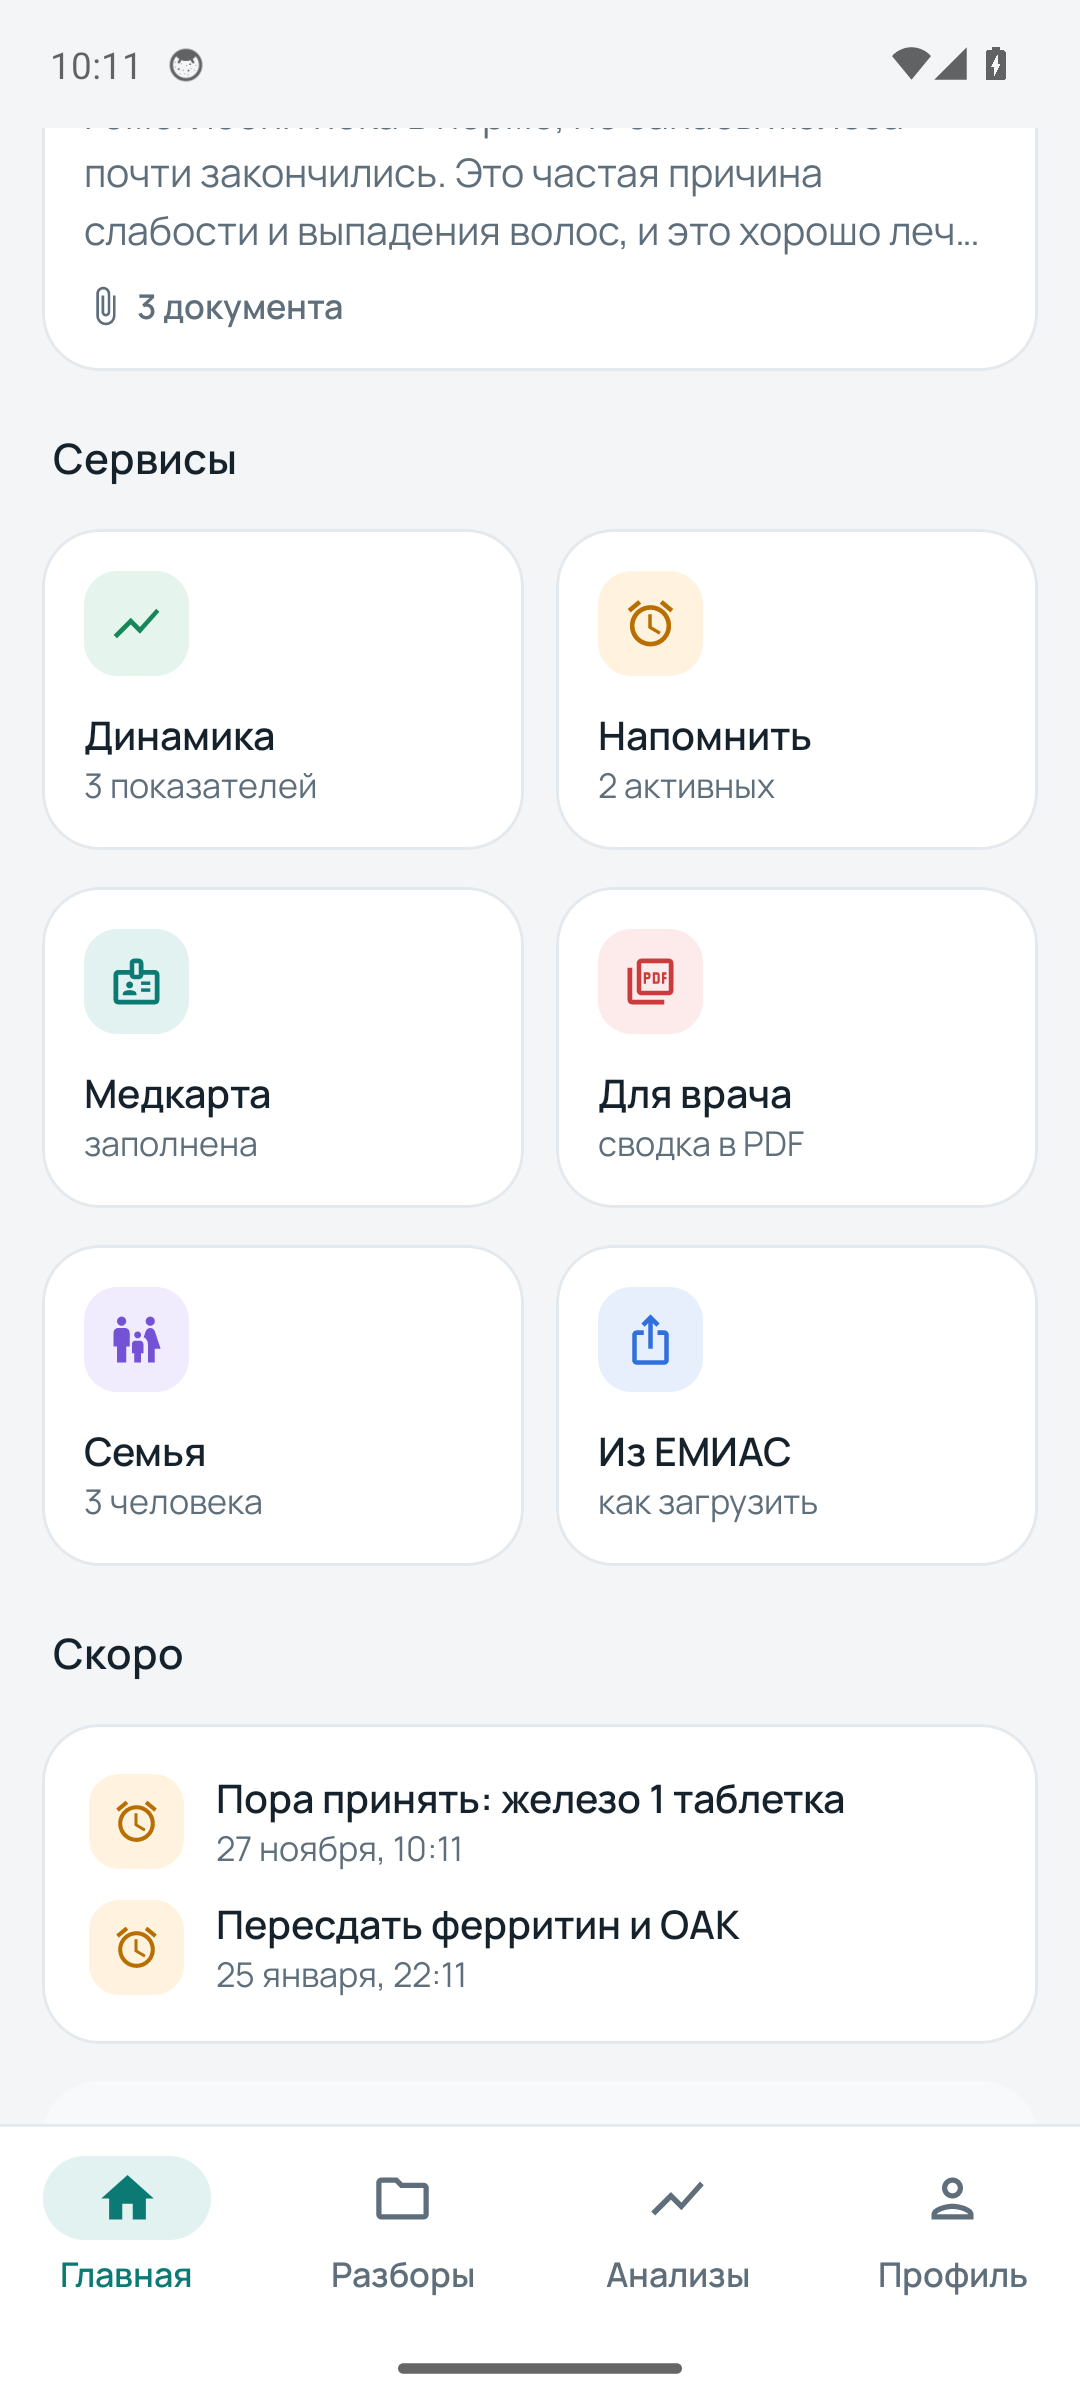 10:11
почти закончились. Это частая причина
слабости и выпадения волос, и это хорошо леч...
3 документа
Сервисы
Динамика
3 показателей
Напомнить
2 активных
Медкарта
заполнена
PDF
Для врача
сводка в PDF
Семья
3 человека
Из ЕМИАС
как загрузить
Скоро
Пора принять: железо 1 таблетка
27 ноября, 10:11
Пересдать ферритин и ОАК
25 января, 22:11
Главная
Разборы
Анализы
Профиль